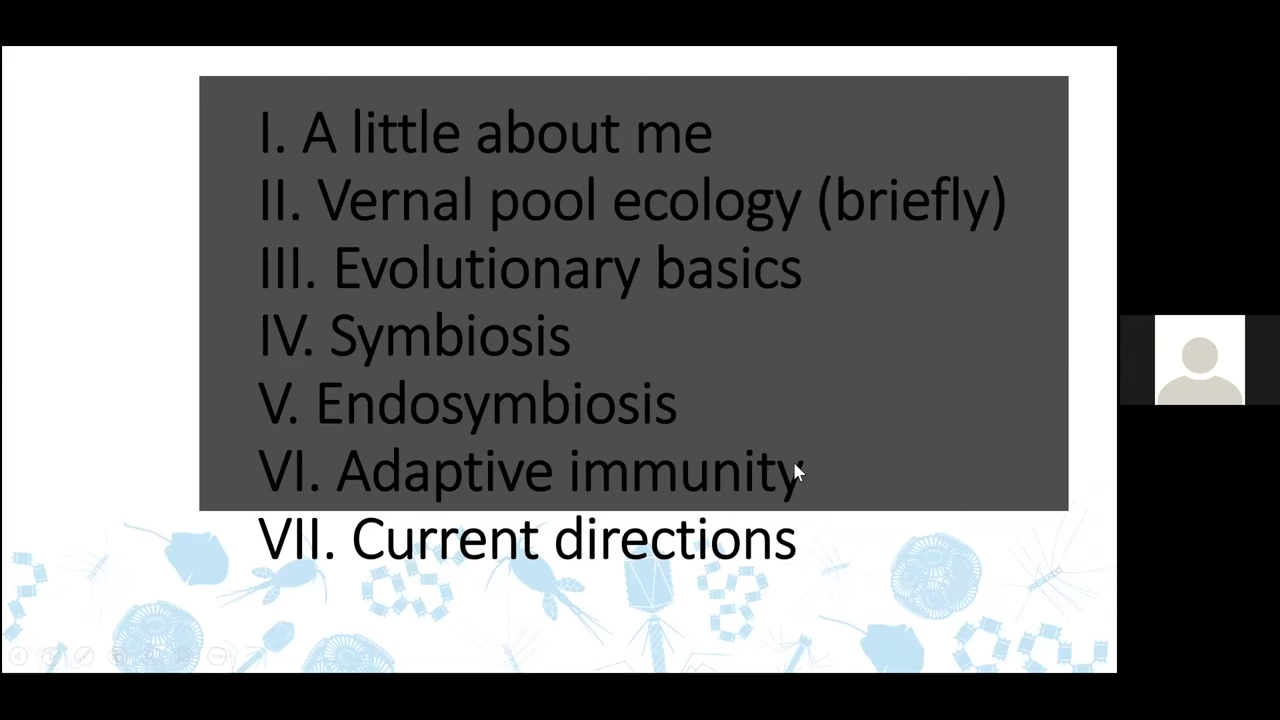 I. A little about me
II. Vernal pool ecology (briefly)
III. Evolutionary basics
IV. Symbiosis
V. Endosymbiosis
VI. Adaptive immunity
VII. Current directions